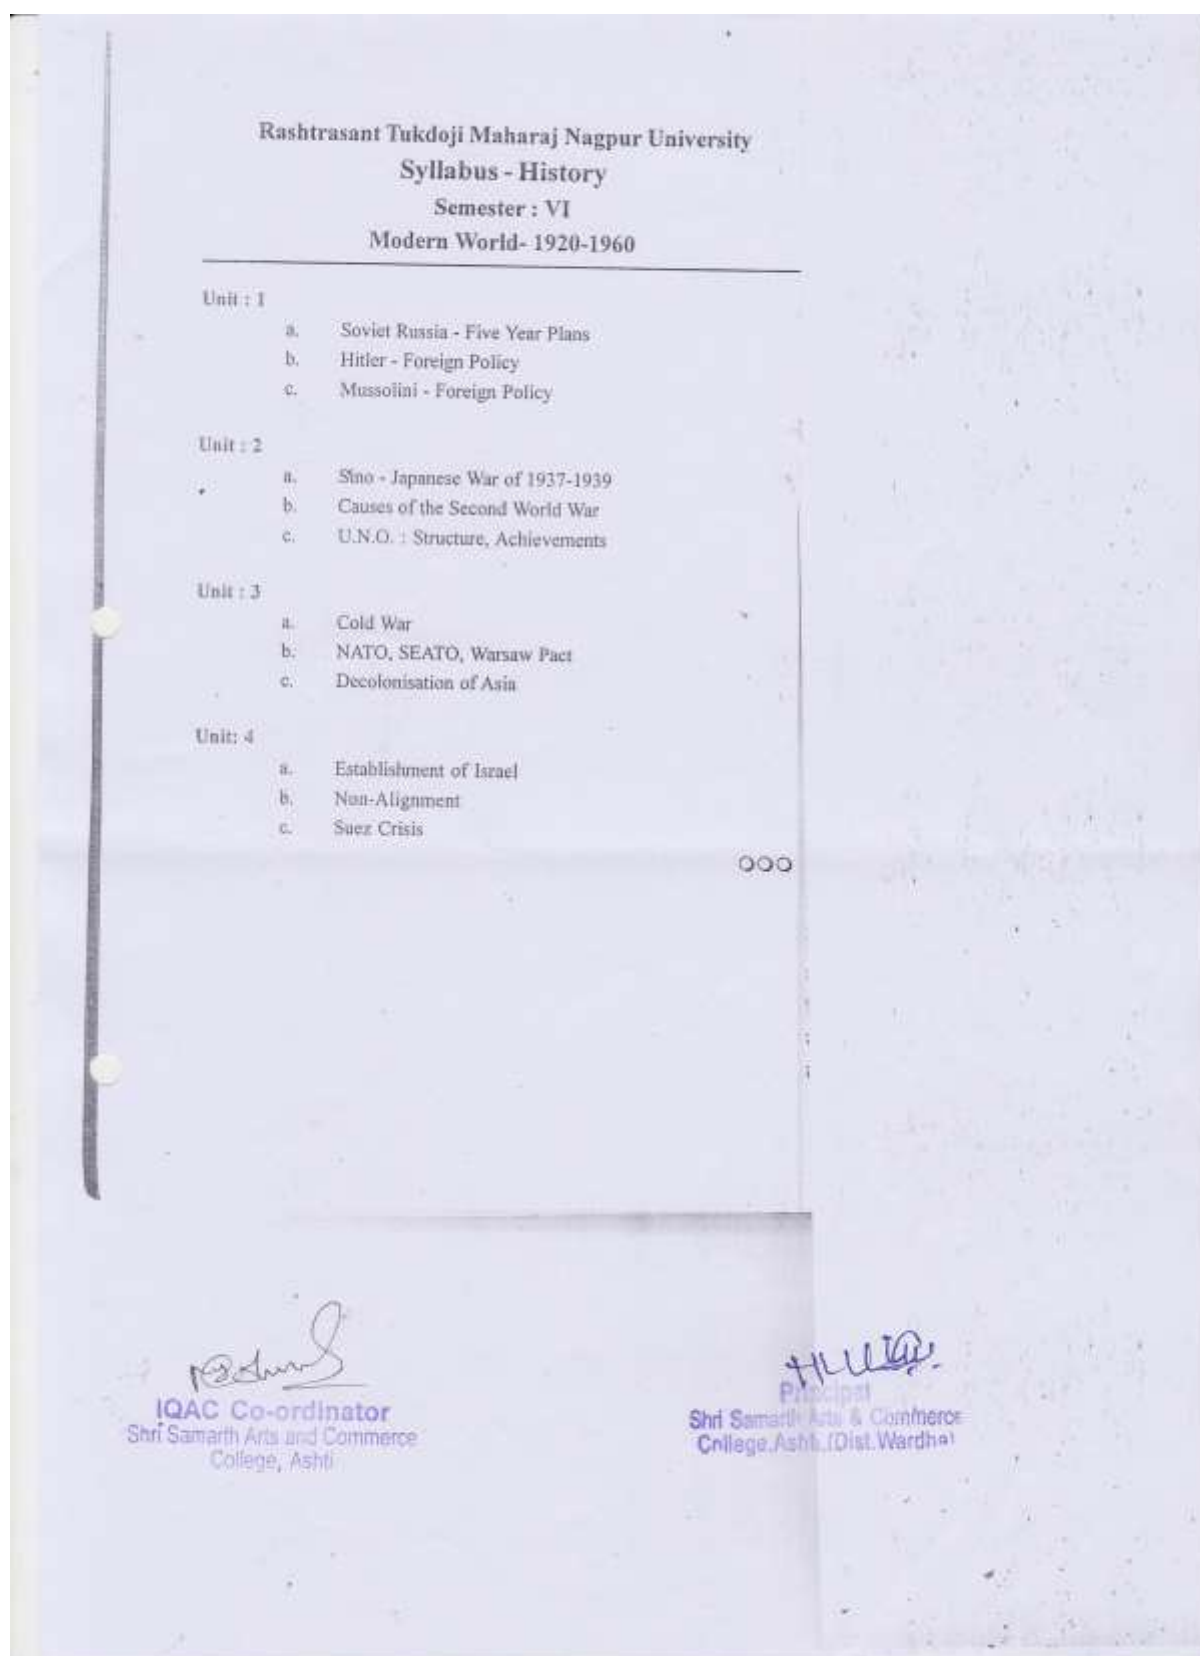 Rashtrasant Tukdoji Maharaj Nagpur University
Syllabus - History
Semester : VI
Modern World- 1920-1960
Unit : 1
a. Soviet Russia - Five Year Plans
b. Hitler - Foreign Policy
c. Mussolini - Foreign Policy
Unit : 2
a. Sino - Japanese War of 1937-1939
b. Causes of the Second World War
c. U.N.O. : Structure, Achievements
Unit : 3
a. Cold War
b. NATO, SEATO, Warsaw Pact
c. Decolonisation of Asia
Unit: 4
a. Establishment of Israel
b. Non-Alignment
c. Suez Crisis
IQAC Co-ordinator
Shri Samarth Arts and Commerce
College, Ashti
Principal
Shri Samarth Arts & Commerce
College,Ashti,(Dist.Wardha)